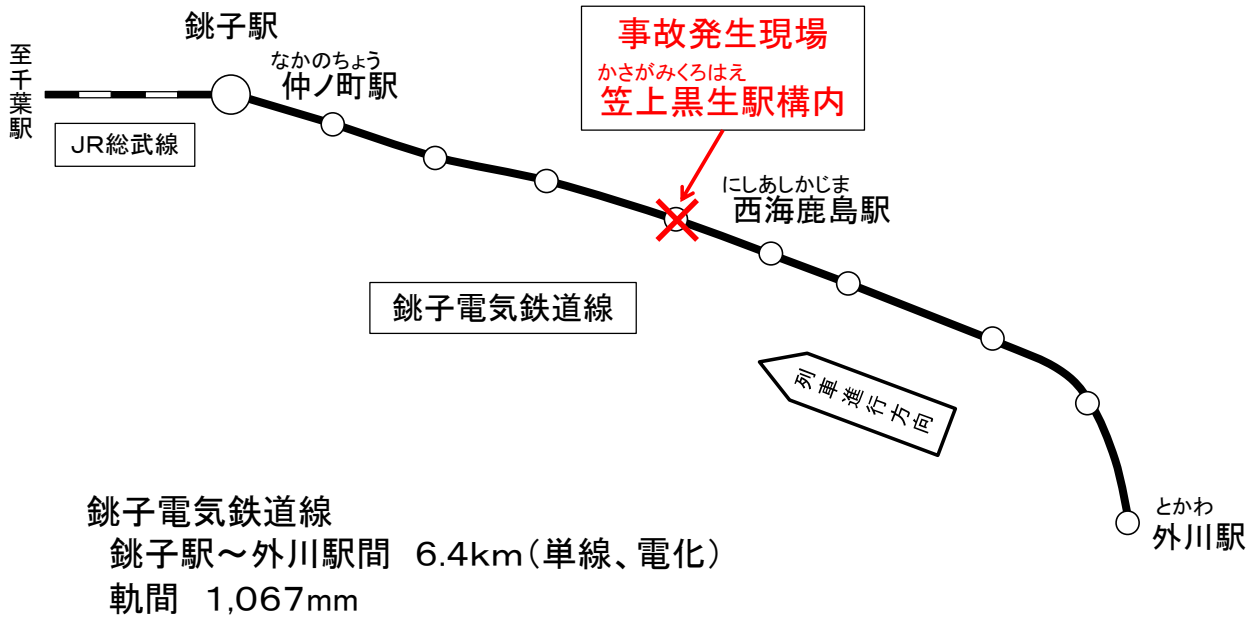 銚子駅
至千葉駅
なかのちょう
仲ノ町駅
JR総武線
事故発生現場
かさがみくろはえ
笠上黒生駅構内
にしあしかじま
西海鹿島駅
銚子電気鉄道線
列車進行方向
とかわ
外川駅
銚子電気鉄道線
銚子駅～外川駅間 6.4km（単線、電化）
軌間 1,067mm